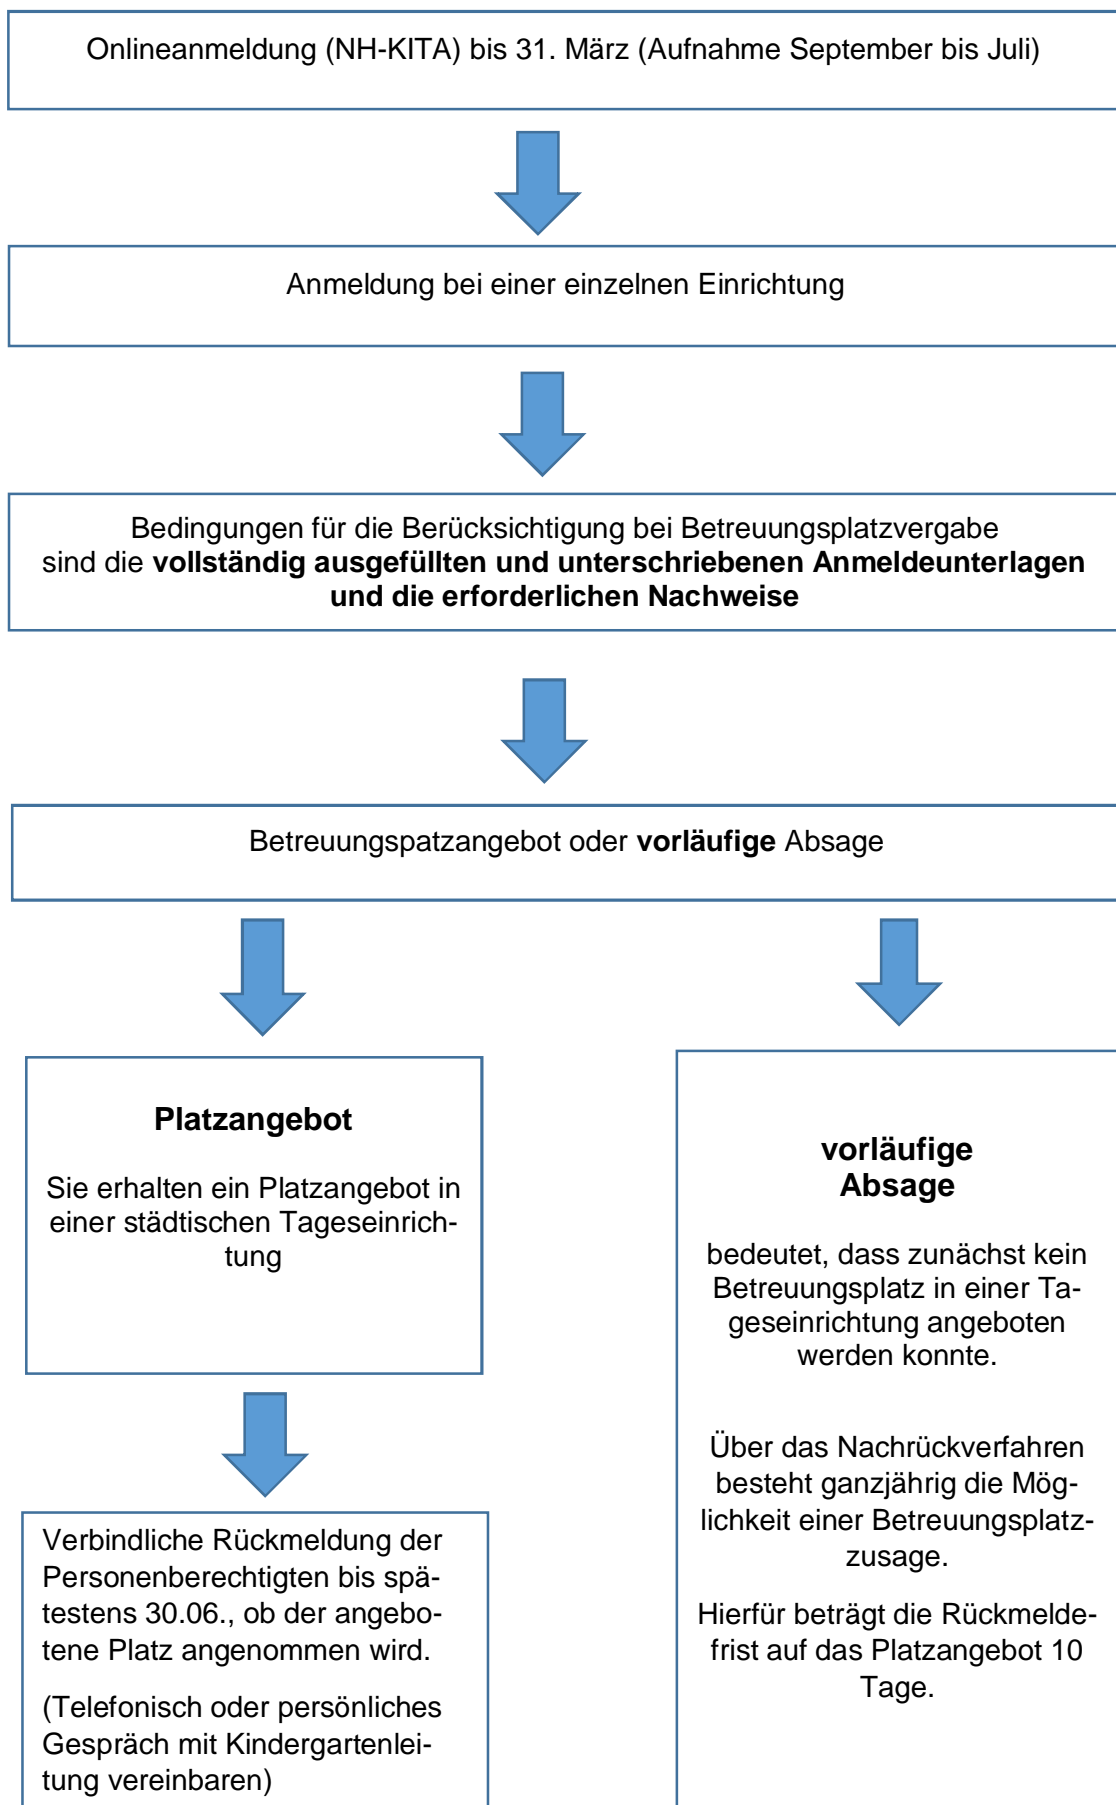 Onlineanmeldung (NH-KITA) bis 31. März (Aufnahme September bis Juli)
Anmeldung bei einer einzelnen Einrichtung
Bedingungen für die Berücksichtigung bei Betreuungsplatzvergabe
sind die vollständig ausgefüllten und unterschriebenen Anmeldeunterlagen
und die erforderlichen Nachweise
Betreuungspatzangebot oder vorläufige Absage
Platzangebot
Sie erhalten ein Platzangebot in
einer städtischen Tageseinrich-
tung
Verbindliche Rückmeldung der
Personenberechtigten bis spä-
testens 30.06., ob der angebo-
tene Platz angenommen wird.
(Telefonisch oder persönliches
Gespräch mit Kindergartenlei-
tung vereinbaren)
vorläufige
Absage
bedeutet, dass zunächst kein
Betreuungsplatz in einer Ta-
geseinrichtung angeboten
werden konnte.
Über das Nachrückverfahren
besteht ganzjährig die Mög-
lichkeit einer Betreuungsplatz-
zusage.
Hierfür beträgt die Rückmelde-
frist auf das Platzangebot 10
Tage.